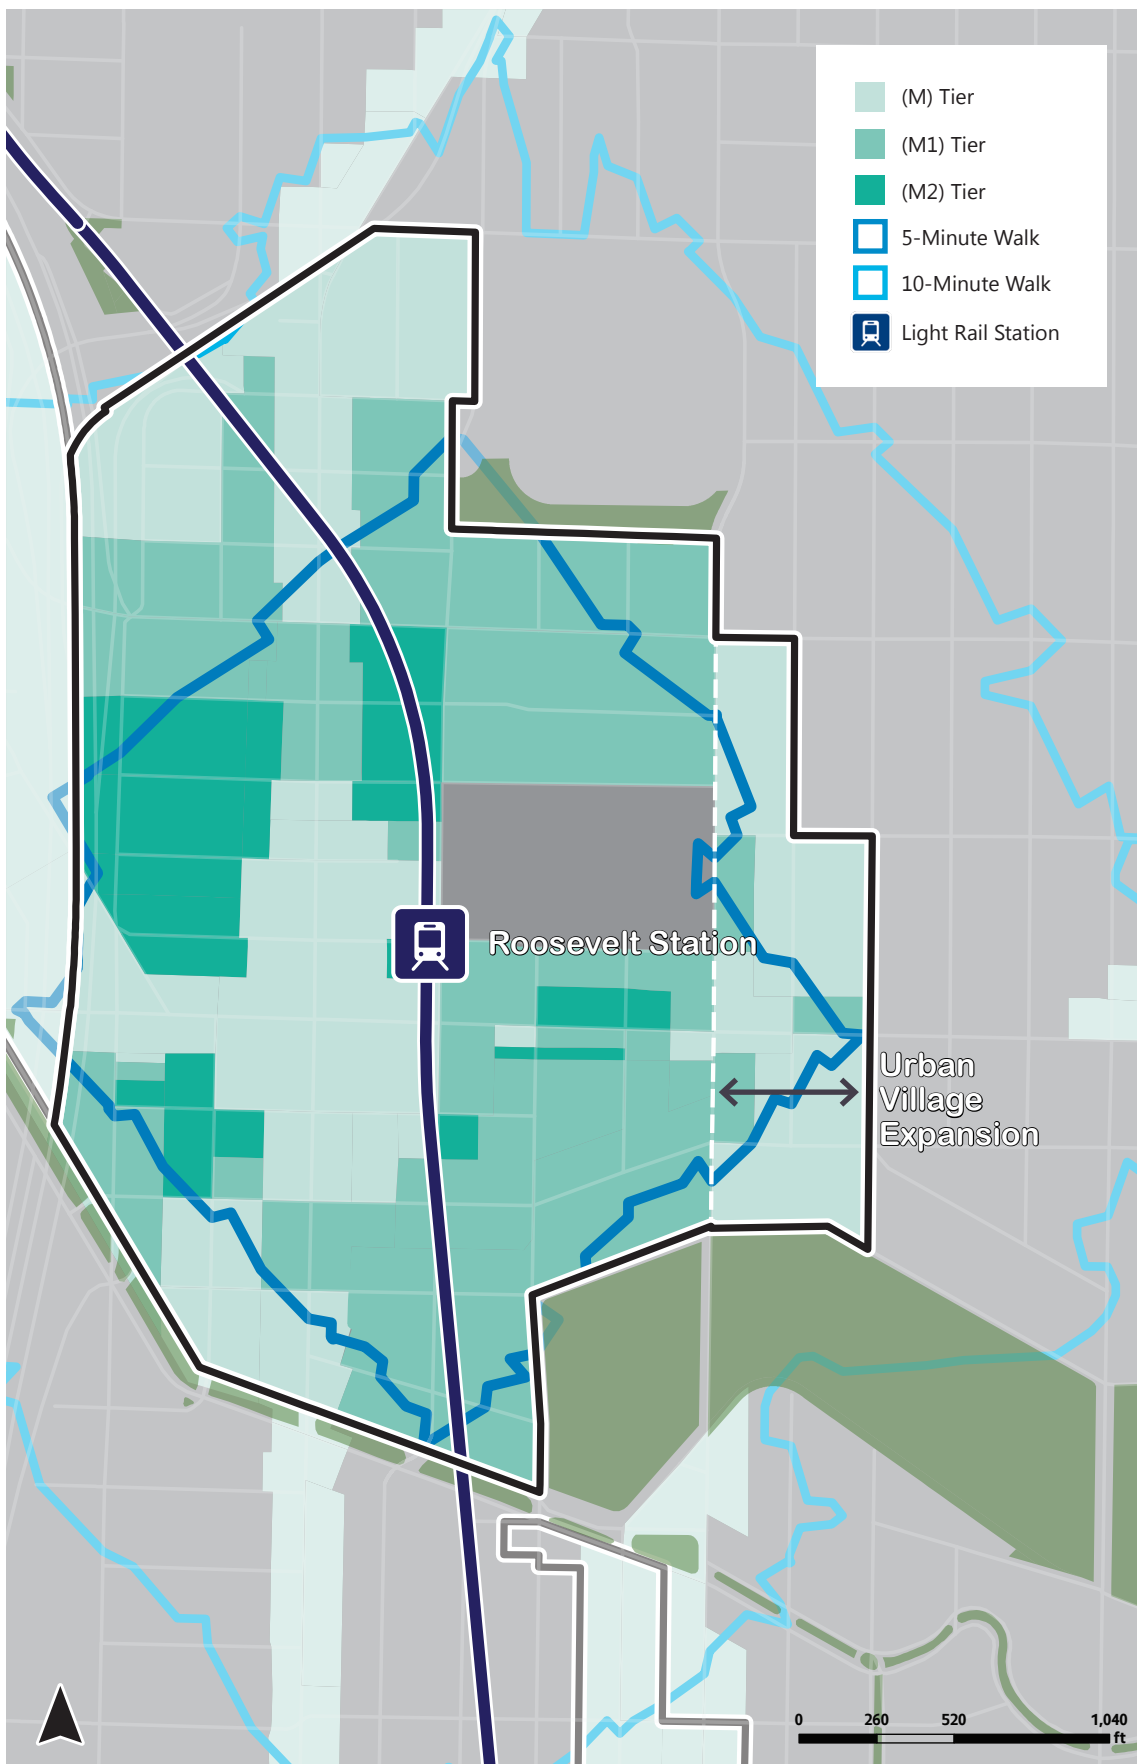 (M) Tier
(M1) Tier
(M2) Tier
5-Minute Walk
10-Minute Walk
Light Rail Station
Roosevelt Station
Urban
Village
Expansion
0 260 520 1,040
ft